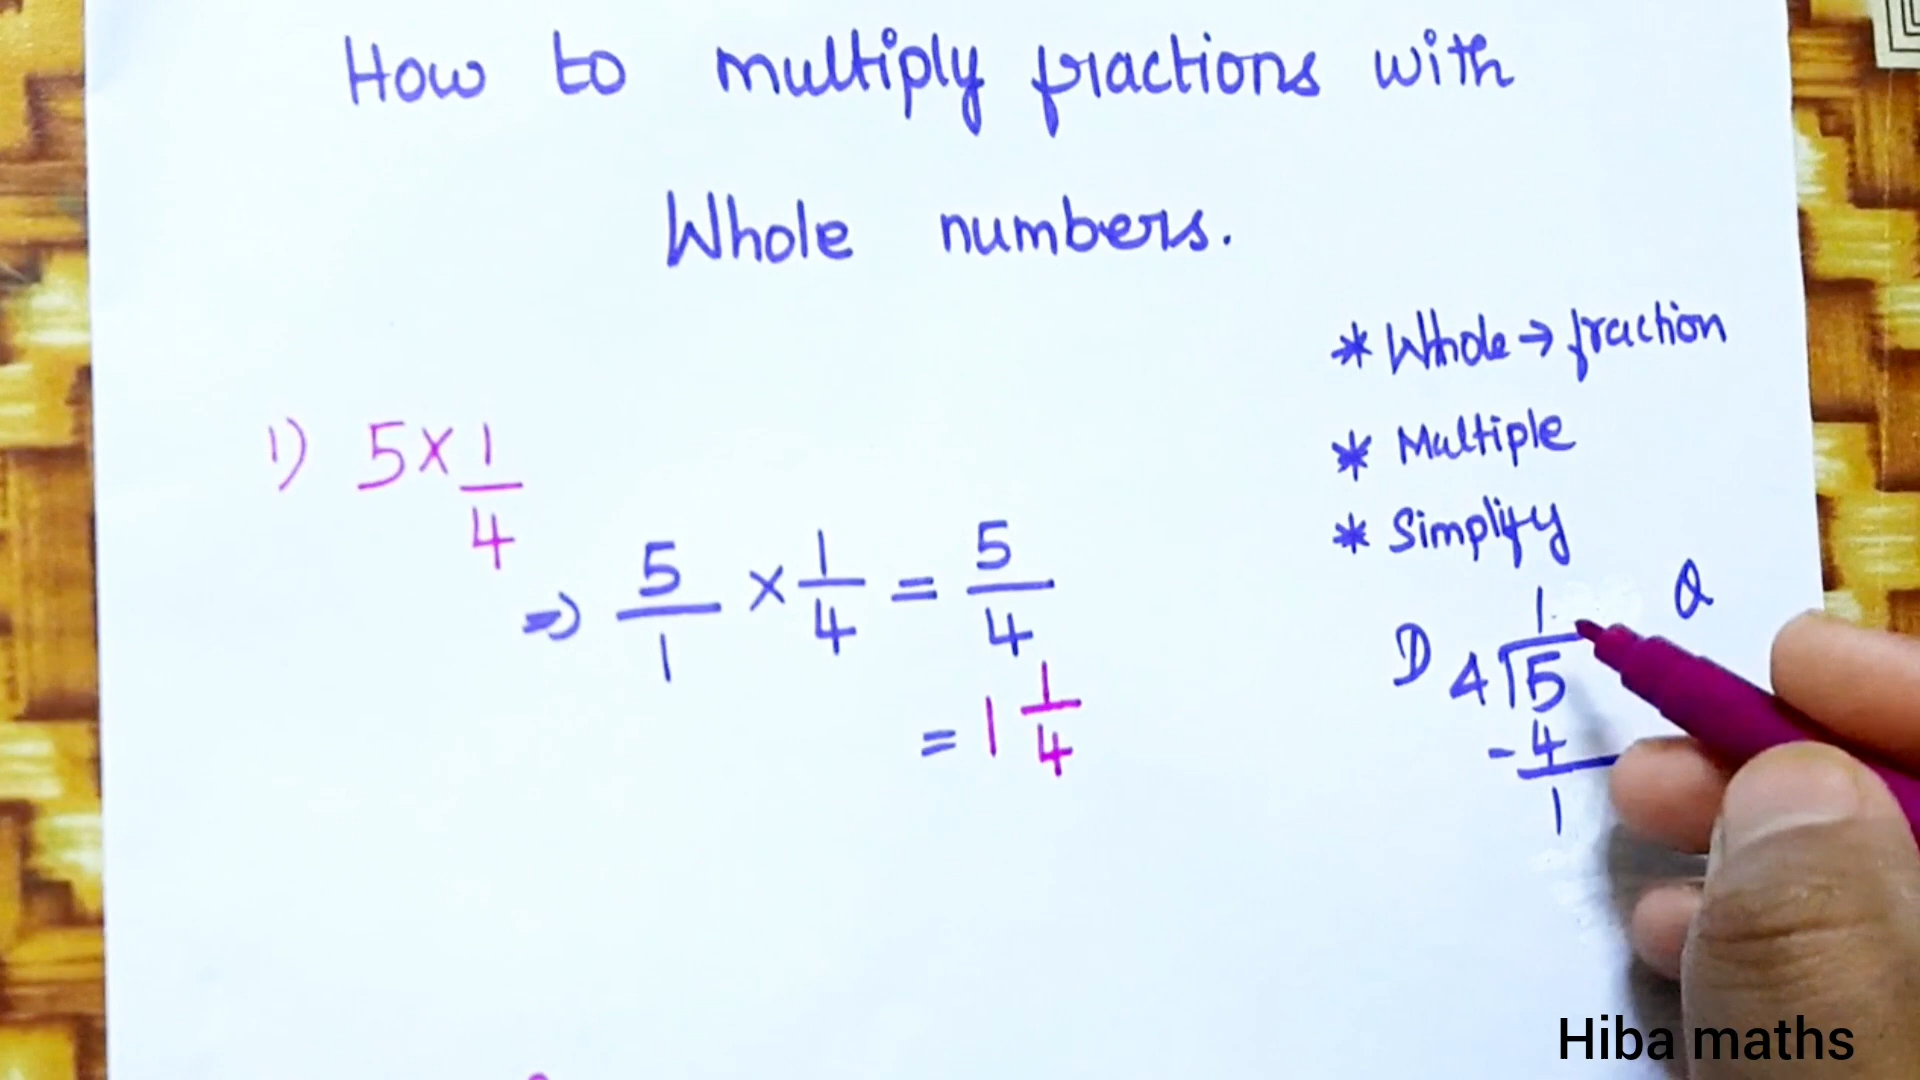 How to multiply fractions with
Whole numbers.
* Whole → fraction
* Multiple
* Simplify
1) 5 × 1/4
⇒ 5/1 × 1/4 = 5/4
= 1 1/4
1 Q
D 4 √5
- 4
1
Hiba maths